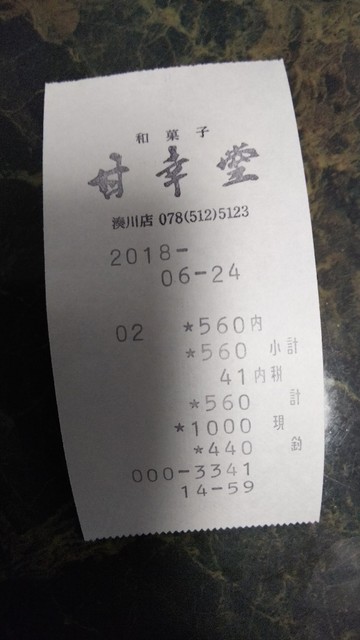 和菓子
甘幸堂
湊川店 078(512)5123
2018-
06-24
02 *560内
*560 小計
41内税
*560 計
*1000 現
*440 釣
000-3341
14-59